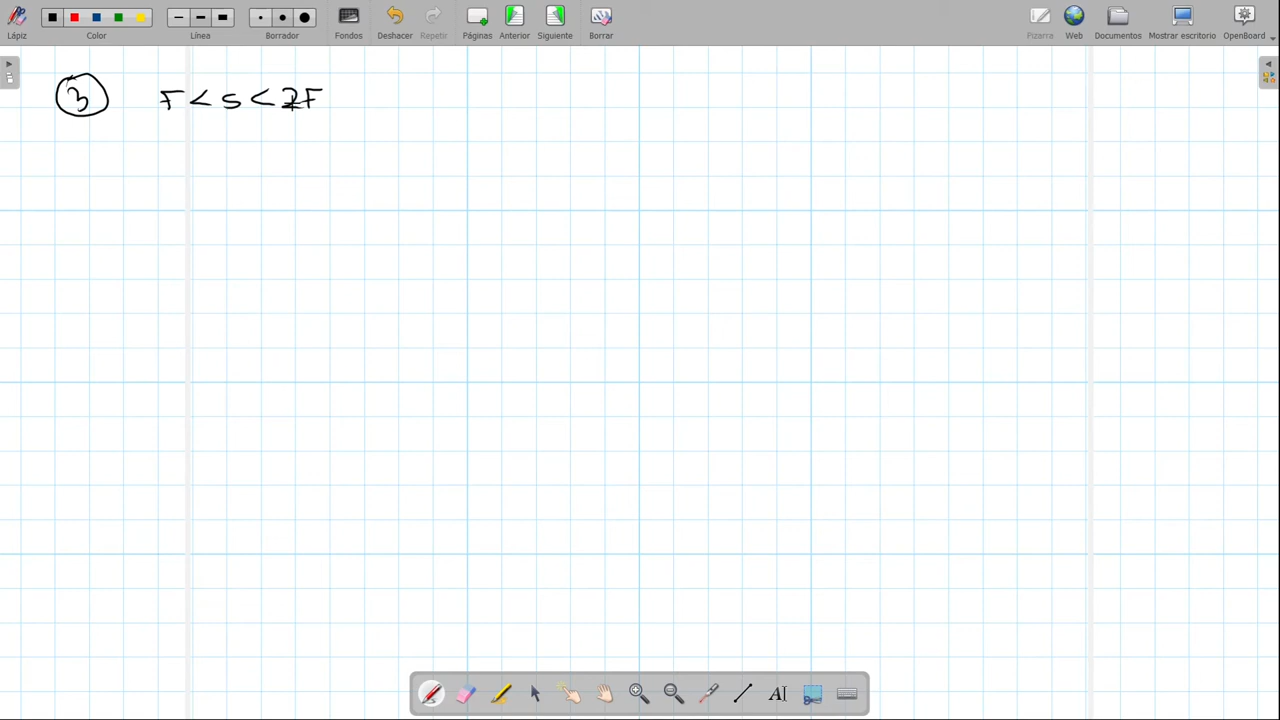 Lápiz Color Línea Borrador Fondos Deshacer Repetir Páginas Anterior Siguiente Borrar Pizarra Web Documentos Mostrar escritorio OpenBoard
3 F < s < 2F
AI